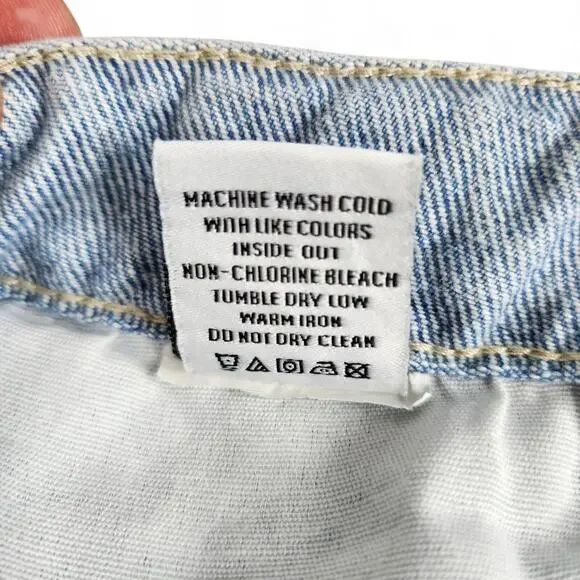 MACHINE WASH COLD
WITH LIKE COLORS
INSIDE OUT
NON-CHLORINE BLEACH
TUMBLE DRY LOW
WARM IRON
DO NOT DRY CLEAN